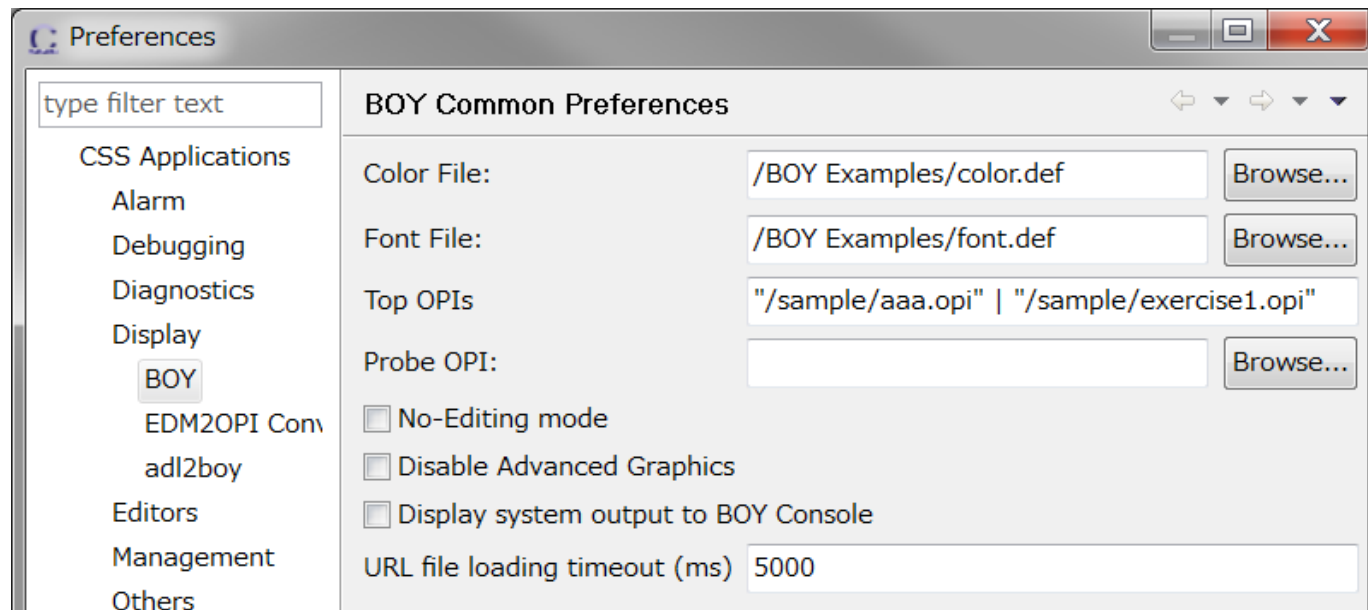 Preferences
type filter text
CSS Applications
Alarm
Debugging
Diagnostics
Display
BOY
EDM2OPI Conv
adl2boy
Editors
Management
Others
BOY Common Preferences
Color File: /BOY Examples/color.def Browse...
Font File: /BOY Examples/font.def Browse...
Top OPIs "/sample/aaa.opi" | "/sample/exercise1.opi"
Probe OPI: Browse...
No-Editing mode
Disable Advanced Graphics
Display system output to BOY Console
URL file loading timeout (ms) 5000